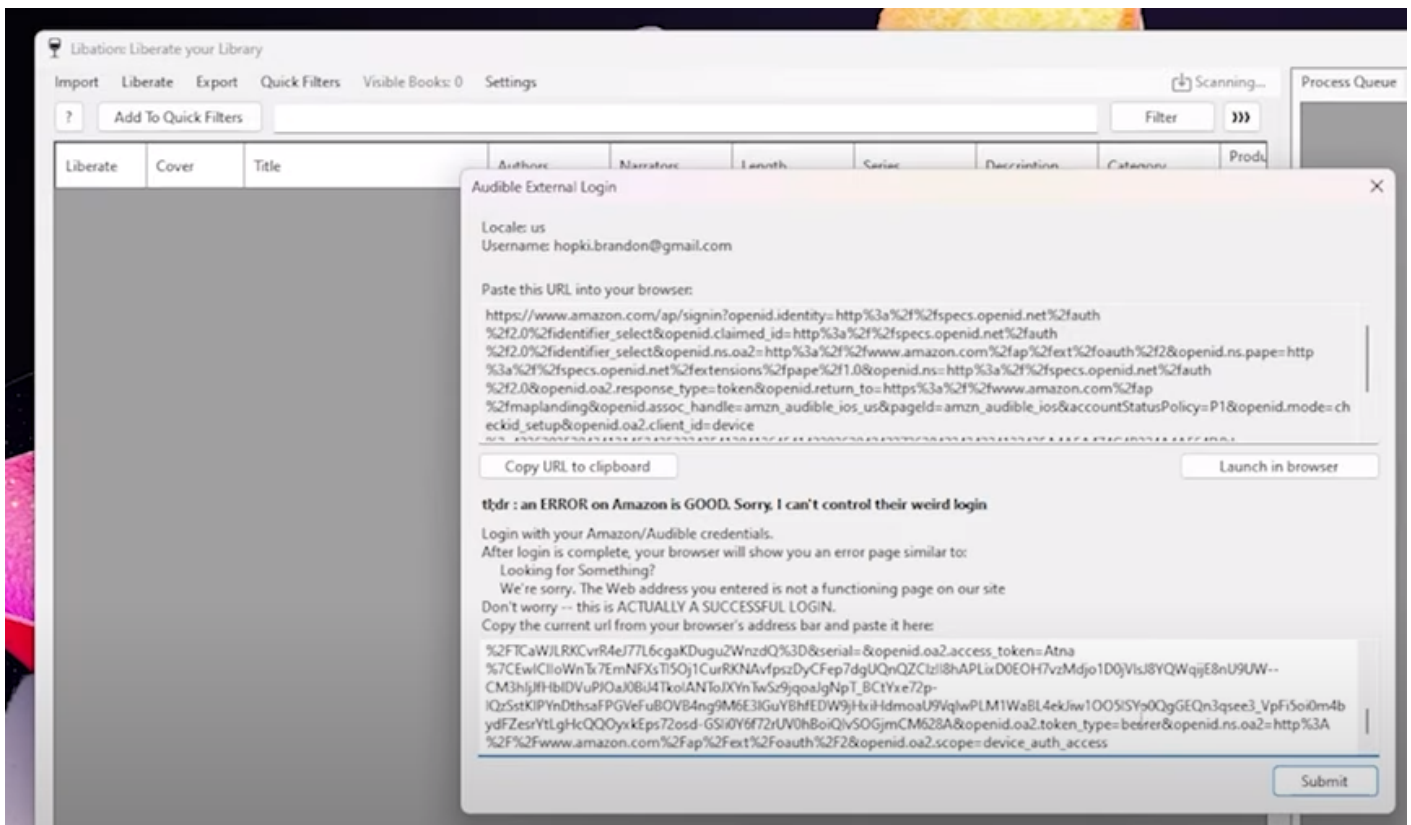 Libation: Liberate your Library
Import Liberate Export Quick Filters Visible Books: 0 Settings Scanning... Process Queue
? Add To Quick Filters Filter
Liberate Cover Title Authors Narrators Length Series Description Category
Audible External Login
Locale: us
Username: hopki.brandon@gmail.com
Paste this URL into your browser:
https://www.amazon.com/ap/signin?openid.identity=http%3a%2f%2fspecs.openid.net%2fauth
%2f2.0%2fidentifier_select&openid.claimed_id=http%3a%2f%2fspecs.openid.net%2fauth
%2f2.0%2fidentifier_select&openid.ns.oa2=http%3a%2f%2fwww.amazon.com%2fap%2fext%2foauth%2f2&openid.ns.pape=http
%3a%2f%2fspecs.openid.net%2fextensions%2fpape%2f1.0&openid.ns=http%3a%2f%2fspecs.openid.net%2fauth
%2f2.0&openid.oa2.response_type=token&openid.return_to=https%3a%2f%2fwww.amazon.com%2fap
%2fmaplanding&openid.assoc_handle=amzn_audible_ios_us&pageId=amzn_audible_ios&accountStatusPolicy=P1&openid.mode=ch
eckid_setup&openid.oa2.client_id=device
Copy URL to clipboard Launch in browser
tl;dr : an ERROR on Amazon is GOOD. Sorry, I can't control their weird login
Login with your Amazon/Audible credentials.
After login is complete, your browser will show you an error page similar to:
Looking for Something?
We're sorry. The Web address you entered is not a functioning page on our site
Don't worry -- this is ACTUALLY A SUCCESSFUL LOGIN.
Copy the current url from your browser's address bar and paste it here:
&serial=&openid.oa2.access_token=Atna
&openid.oa2.token_type=bearer&openid.ns.oa2=http%3A
%2F%2Fwww.amazon.com%2Fap%2Fext%2Foauth%2F2&openid.oa2.scope=device_auth_access
Submit